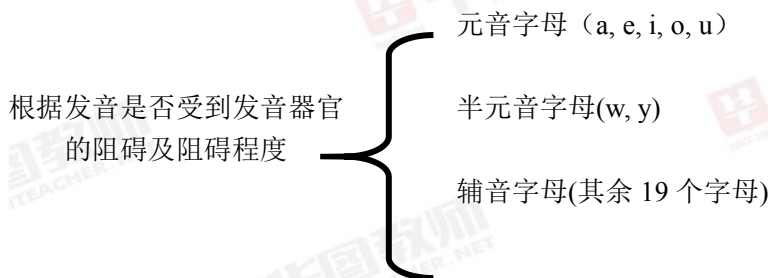 元音字母（a, e, i, o, u）
根据发音是否受到发音器官
的阻碍及阻碍程度
半元音字母(w, y)
辅音字母(其余 19 个字母)